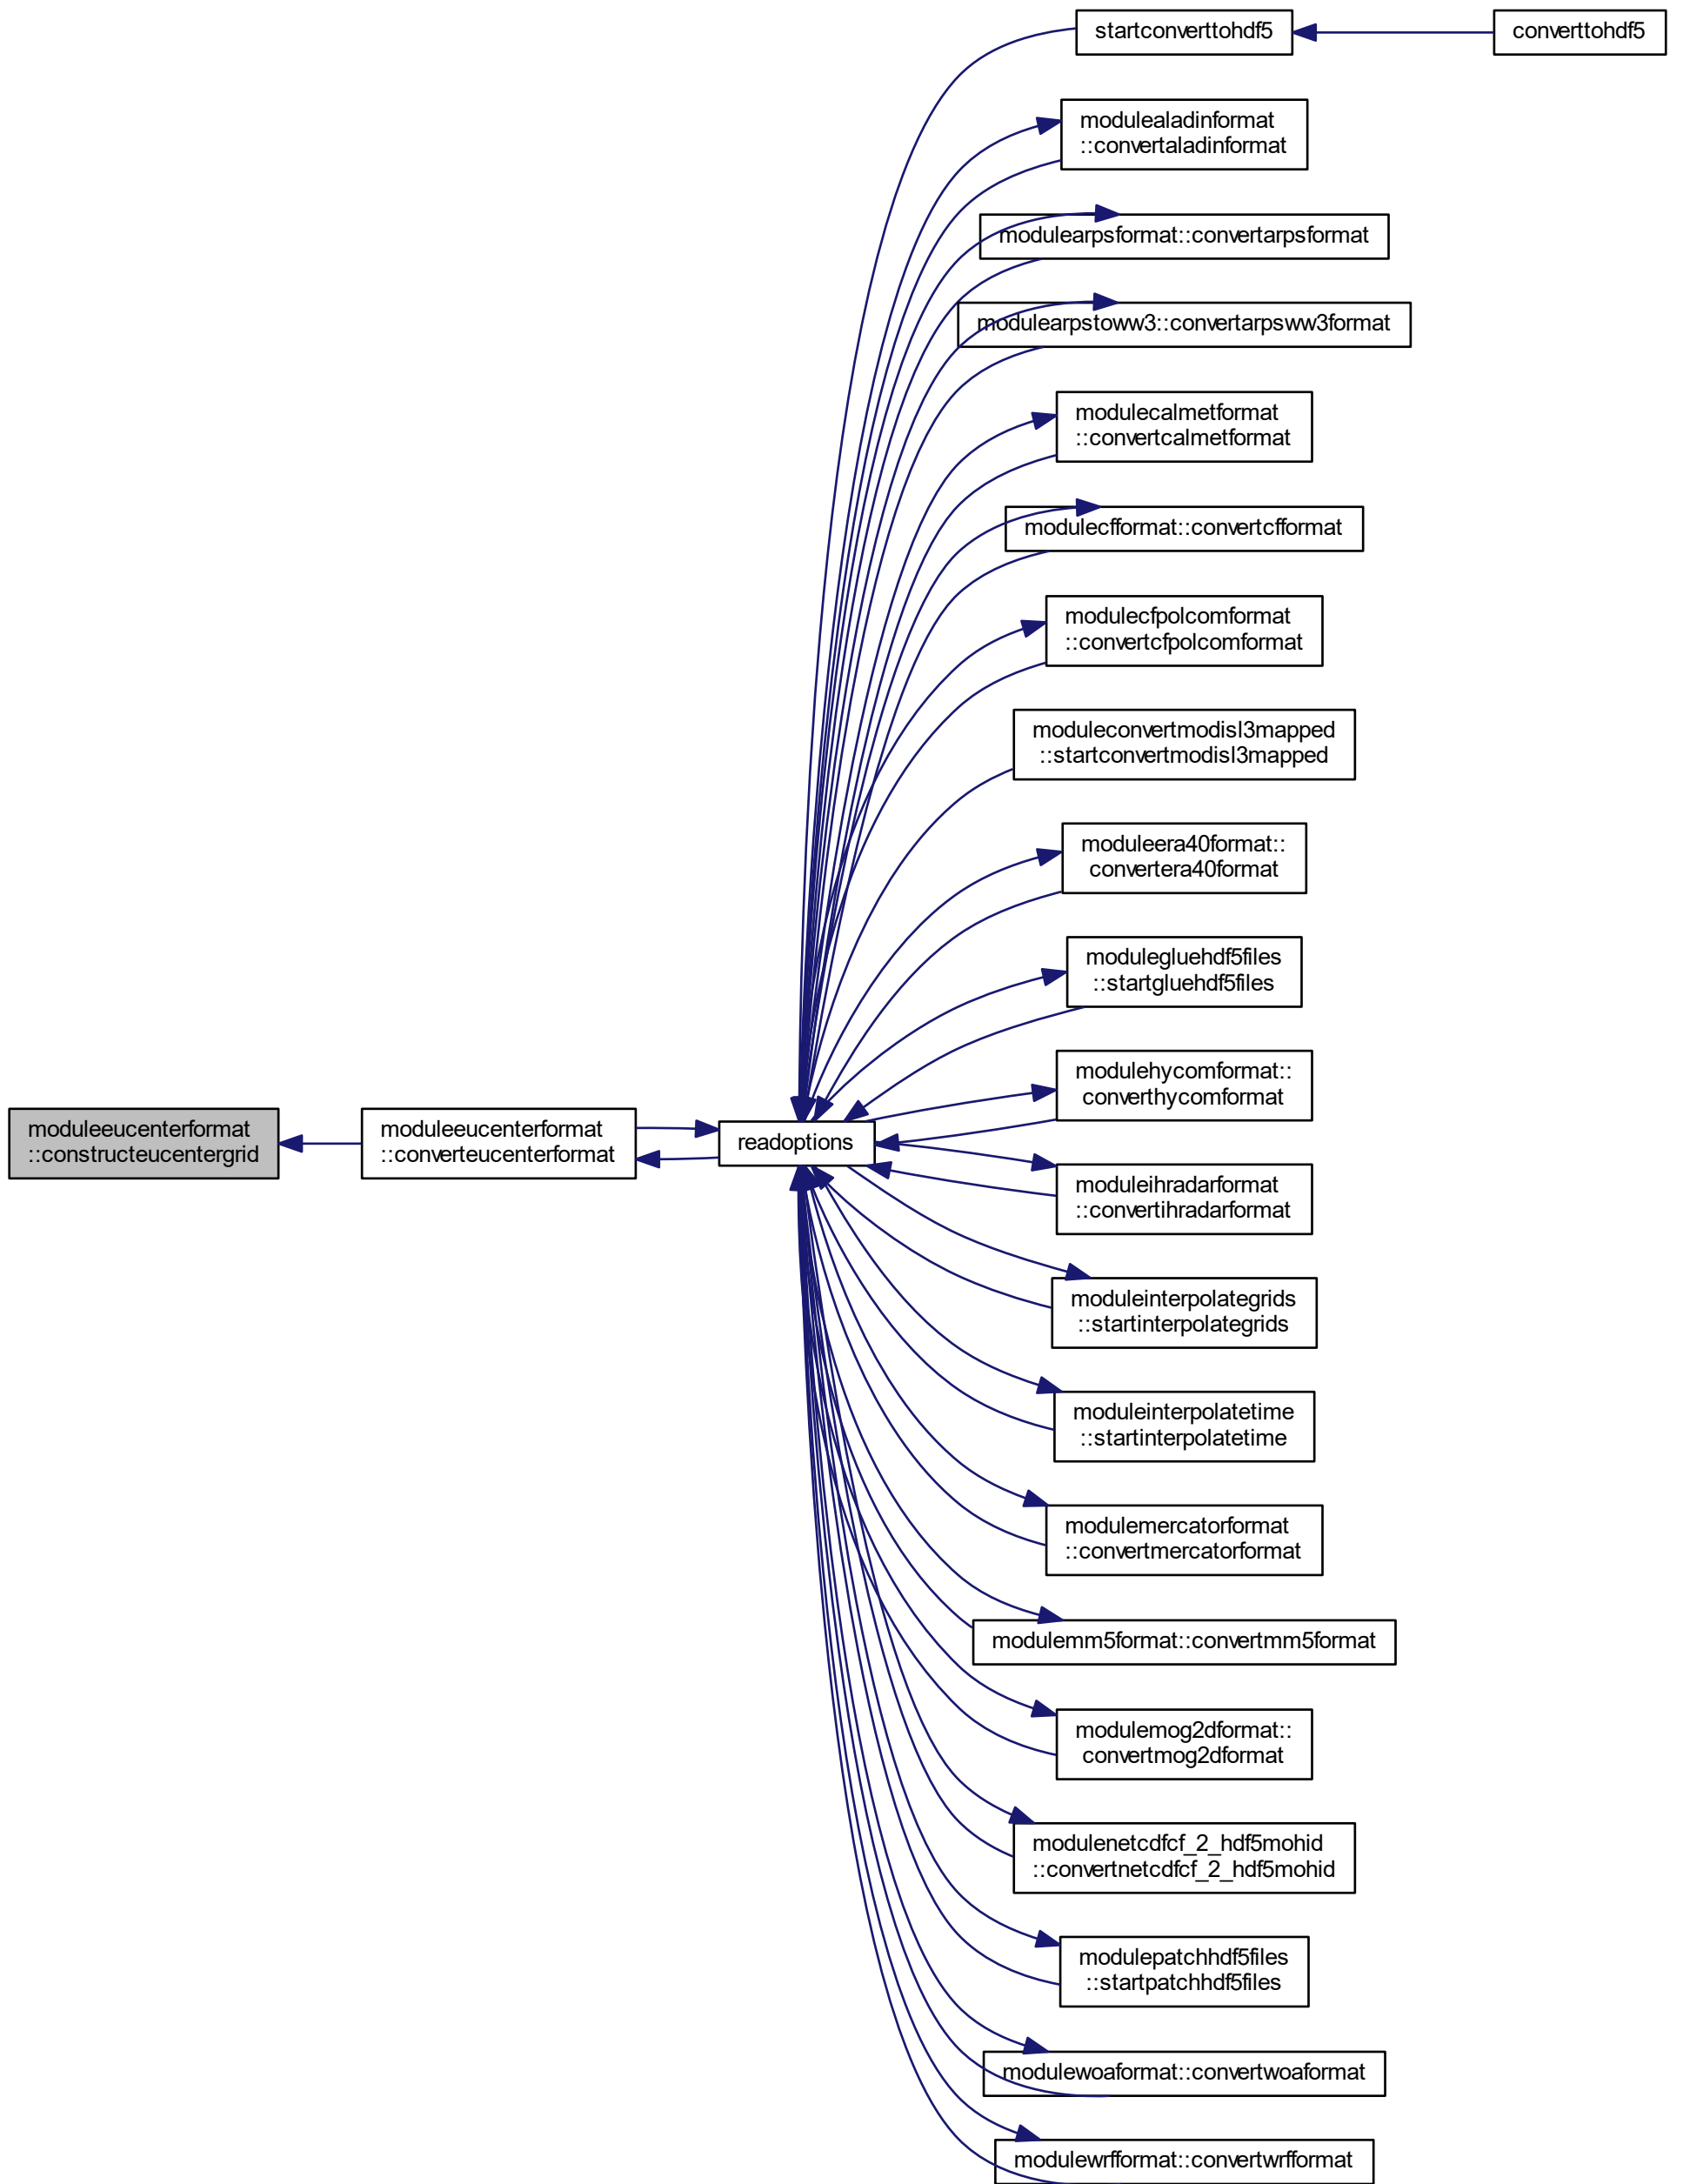 startconverttohdf5
converttohdf5
modulealadinformat
::convertaladinformat
modulearpsformat::convertarpsformat
modulearpstoww3::convertarpsww3format
modulecalmetformat
::convertcalmetformat
modulecfformat::convertcfformat
modulecfpolcomformat
::convertcfpolcomformat
moduleconvertmodisl3mapped
::startconvertmodisl3mapped
moduleera40format::
convertera40format
modulegluehdf5files
::startgluehdf5files
modulehycomformat::
converthycomformat
moduleeucenterformat
::constructeucentergrid
moduleeucenterformat
::converteucenterformat
readoptions
moduleihradarformat
::convertihradarformat
moduleinterpolategrids
::startinterpolategrids
moduleinterpolatetime
::startinterpolatetime
modulemercatorformat
::convertmercatorformat
modulemm5format::convertmm5format
modulemog2dformat::
convertmog2dformat
modulenetcdfcf_2_hdf5mohid
::convertnetcdfcf_2_hdf5mohid
modulepatchhdf5files
::startpatchhdf5files
modulewoaformat::convertwoaformat
modulewrfformat::convertwrfformat